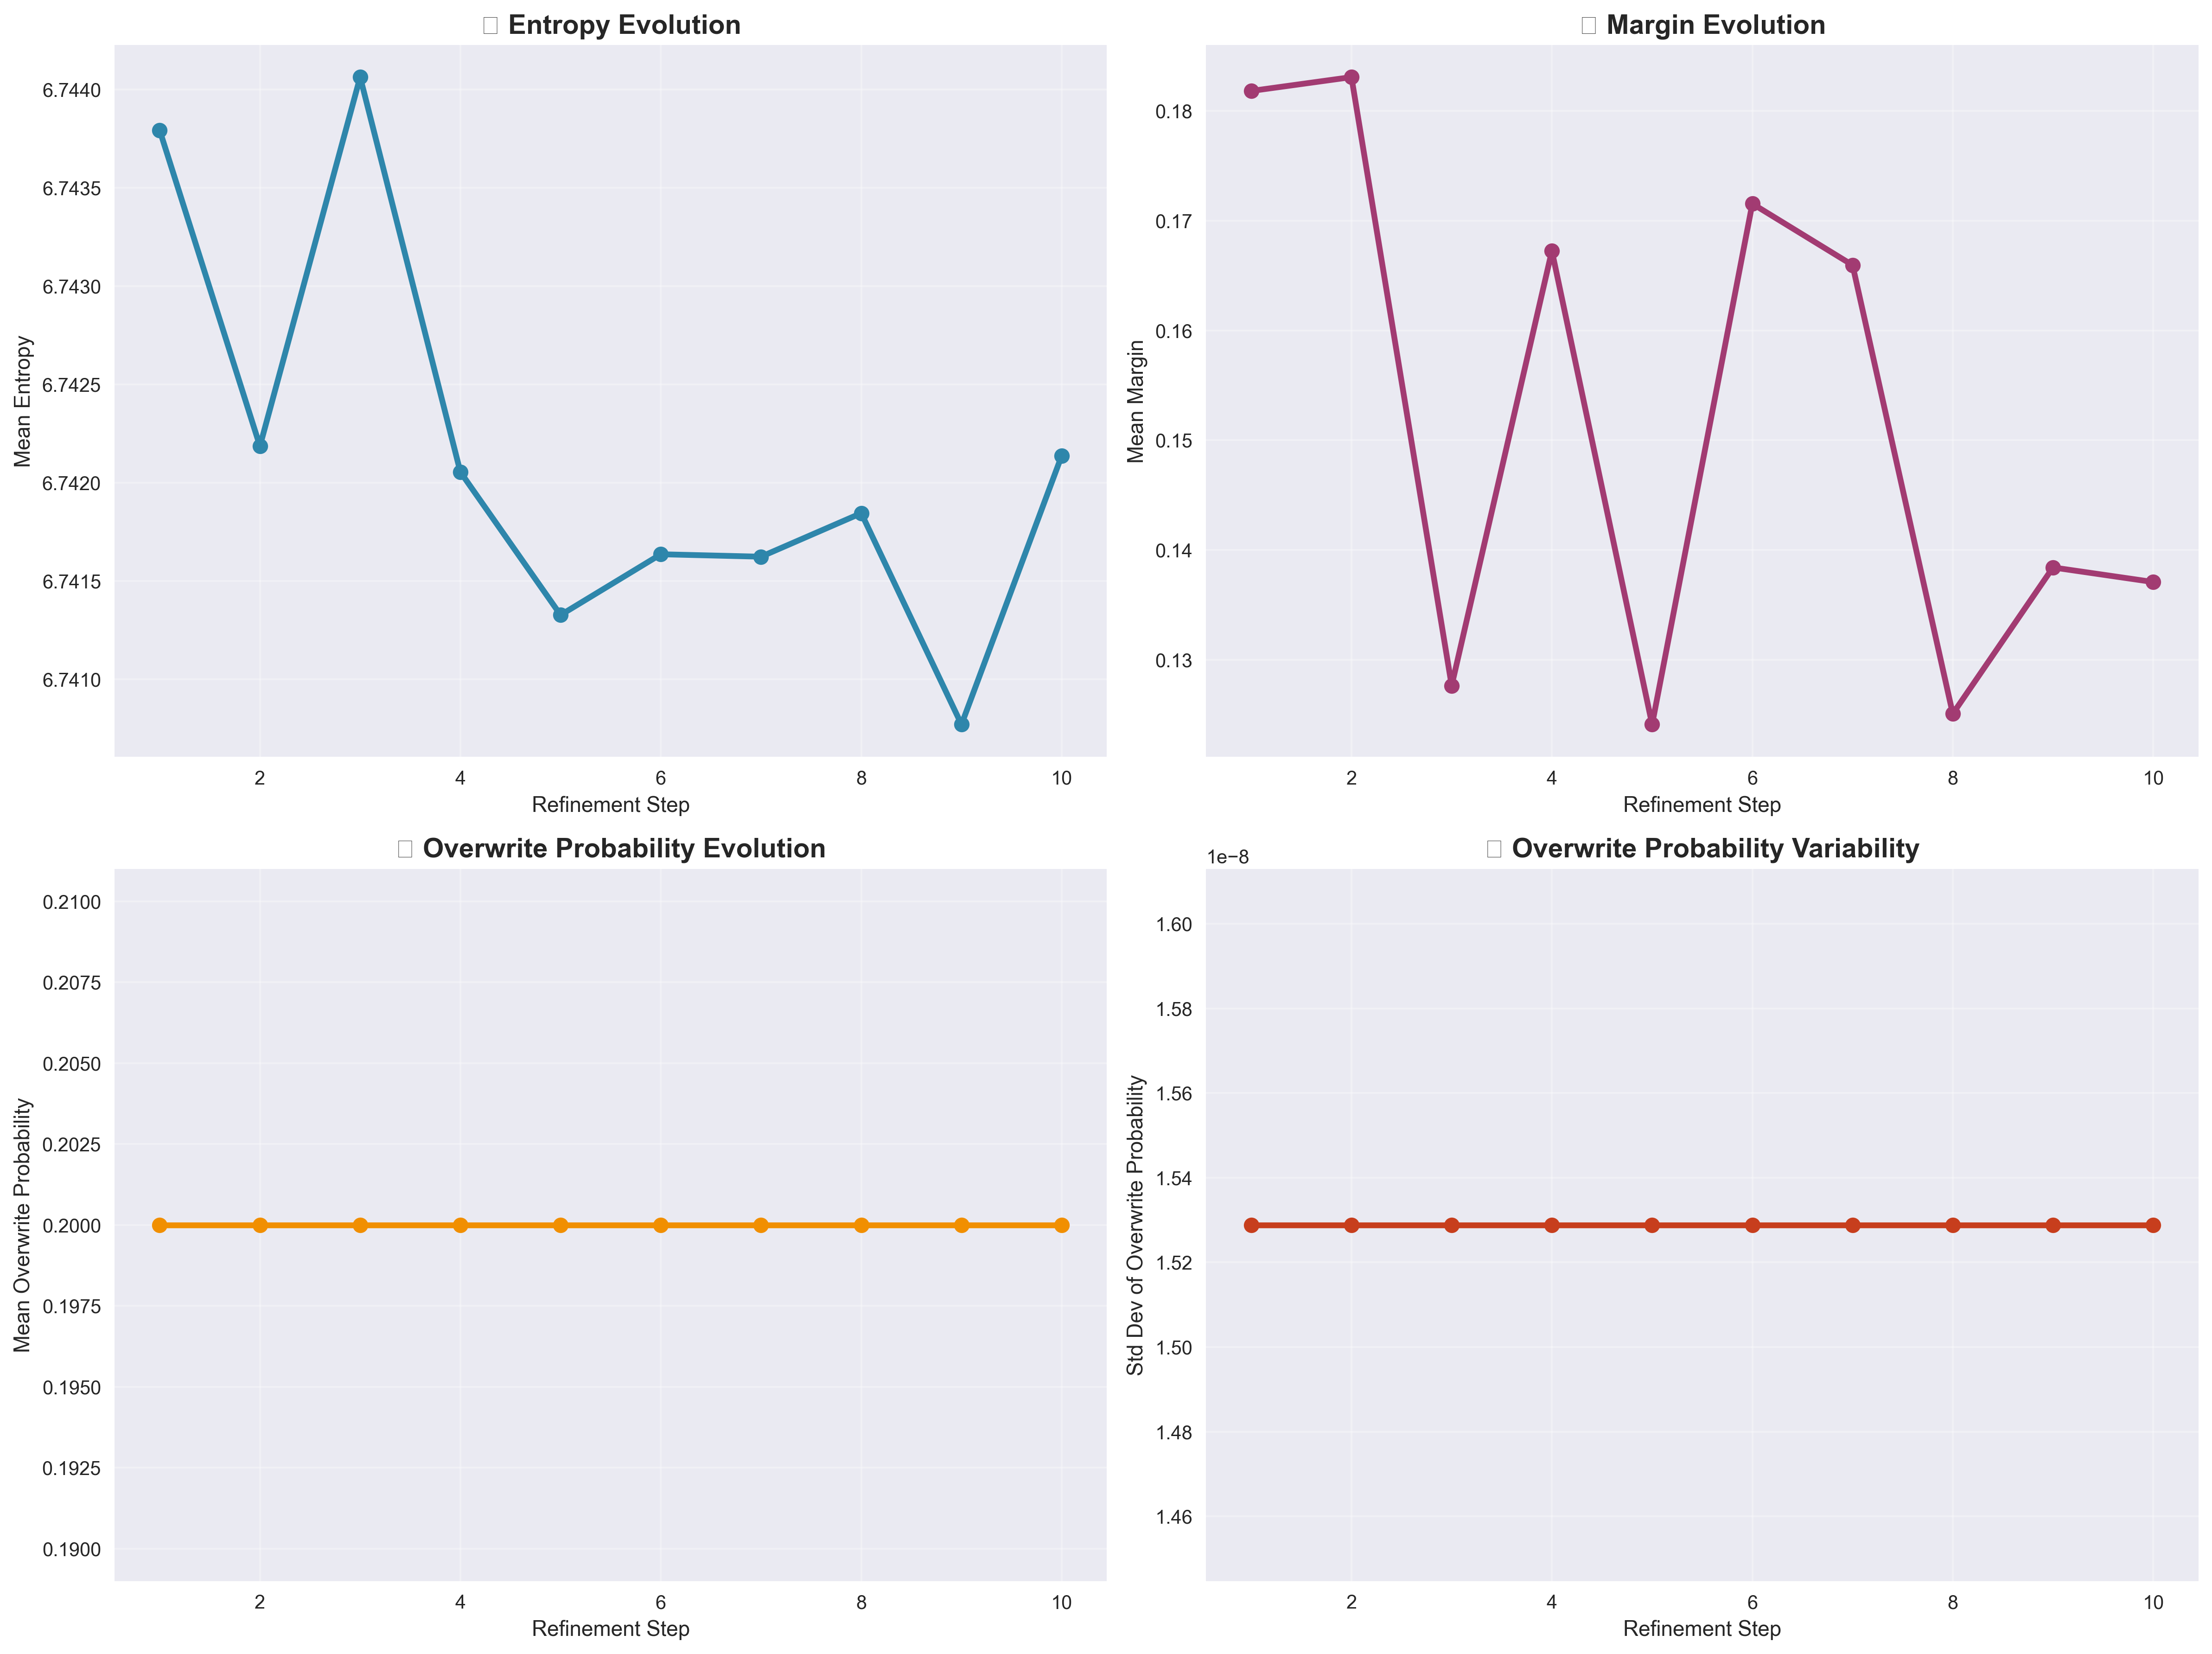 Entropy Evolution
Mean Entropy
6.7440
6.7435
6.7430
6.7425
6.7420
6.7415
6.7410
2 4 6 8 10
Refinement Step
Margin Evolution
Mean Margin
0.18
0.17
0.16
0.15
0.14
0.13
2 4 6 8 10
Refinement Step
Overwrite Probability Evolution
Mean Overwrite Probability
0.2100
0.2075
0.2050
0.2025
0.2000
0.1975
0.1950
0.1925
0.1900
2 4 6 8 10
Refinement Step
Overwrite Probability Variability
1e−8
Std Dev of Overwrite Probability
1.60
1.58
1.56
1.54
1.52
1.50
1.48
1.46
2 4 6 8 10
Refinement Step